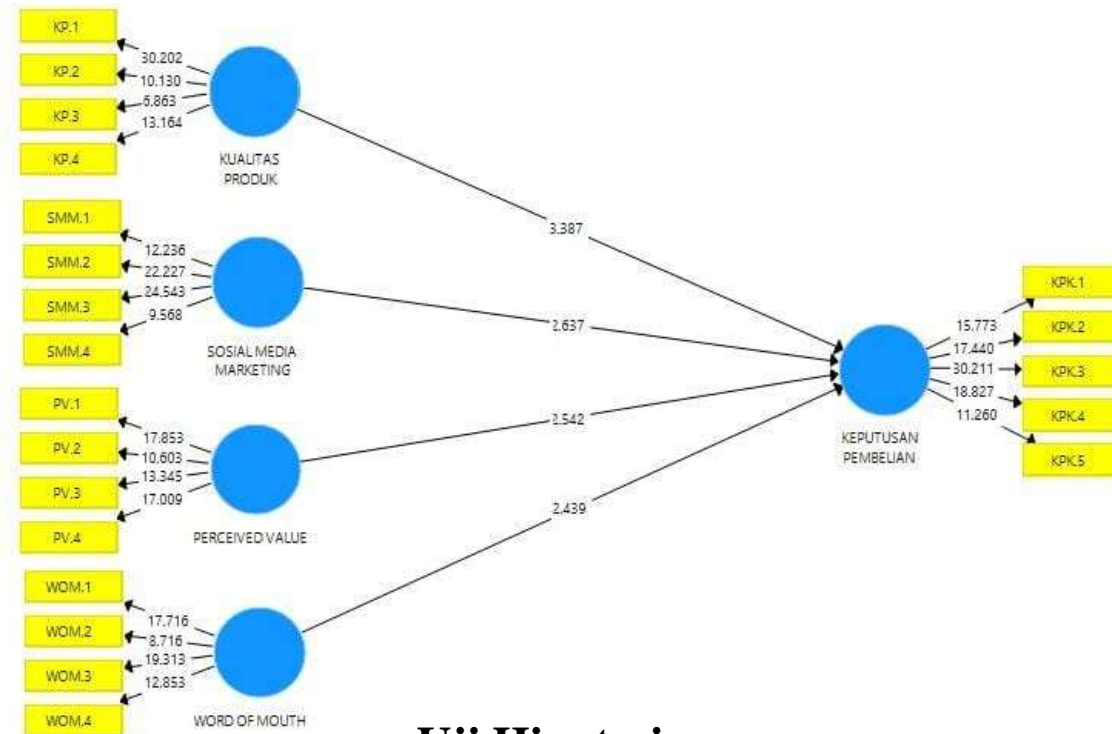 KP.1
KP.2
KP.3
KP.4
30.202
10.130
6.863
13.164
KUALITAS
PRODUK
SMM.1
SMM.2
SMM.3
SMM.4
12.236
22.227
24.543
9.568
SOSIAL MEDIA
MARKETING
PV.1
PV.2
PV.3
PV.4
17.853
10.603
13.345
17.009
PERCEIVED VALUE
WOM.1
WOM.2
WOM.3
WOM.4
17.716
8.716
19.313
12.853
WORD OF MOUTH
3.387
2.637
2.542
2.439
KEPUTUSAN
PEMBELIAN
15.773
17.440
30.211
18.827
11.260
KPK.1
KPK.2
KPK.3
KPK.4
KPK.5